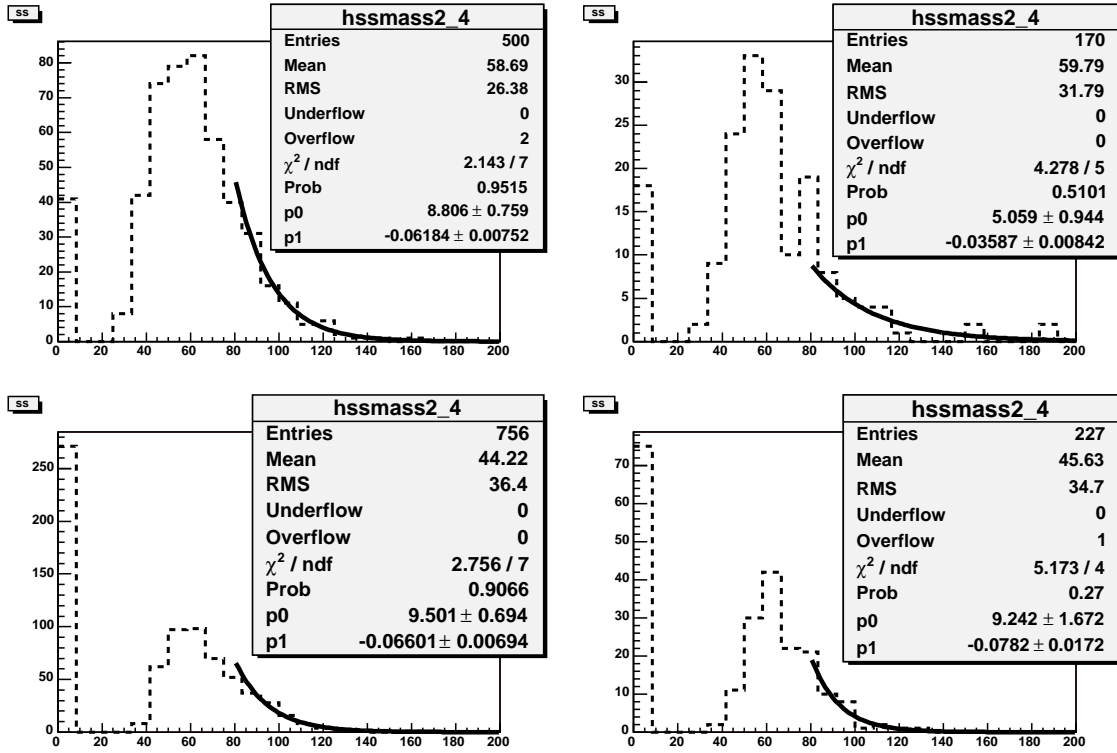 ss
hssmass2_4
Entries 500
Mean 58.69
RMS 26.38
Underflow 0
Overflow 2
χ² / ndf 2.143 / 7
Prob 0.9515
p0 8.806 ± 0.759
p1 -0.06184 ± 0.00752
80
70
60
50
40
30
20
10
0
0 20 40 60 80 100 120 140 160 180 200
ss
hssmass2_4
Entries 170
Mean 59.79
RMS 31.79
Underflow 0
Overflow 0
χ² / ndf 4.278 / 5
Prob 0.5101
p0 5.059 ± 0.944
p1 -0.03587 ± 0.00842
30
25
20
15
10
5
0
0 20 40 60 80 100 120 140 160 180 200
ss
hssmass2_4
Entries 756
Mean 44.22
RMS 36.4
Underflow 0
Overflow 0
χ² / ndf 2.756 / 7
Prob 0.9066
p0 9.501 ± 0.694
p1 -0.06601 ± 0.00694
250
200
150
100
50
0
0 20 40 60 80 100 120 140 160 180 200
ss
hssmass2_4
Entries 227
Mean 45.63
RMS 34.7
Underflow 0
Overflow 1
χ² / ndf 5.173 / 4
Prob 0.27
p0 9.242 ± 1.672
p1 -0.0782 ± 0.0172
70
60
50
40
30
20
10
0
0 20 40 60 80 100 120 140 160 180 200